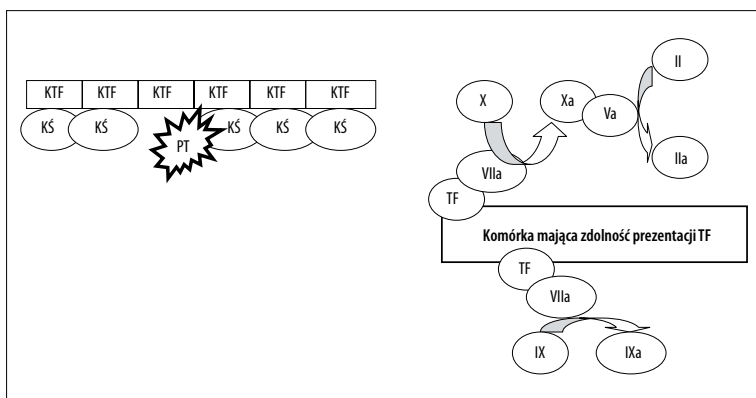 KTF KTF KTF KTF KTF KTF
KŚ KŚ PT KŚ KŚ KŚ
II
X Xa Va
IIa
VIIa
TF
Komórka mająca zdolność prezentacji TF
TF
VIIa
IX IXa